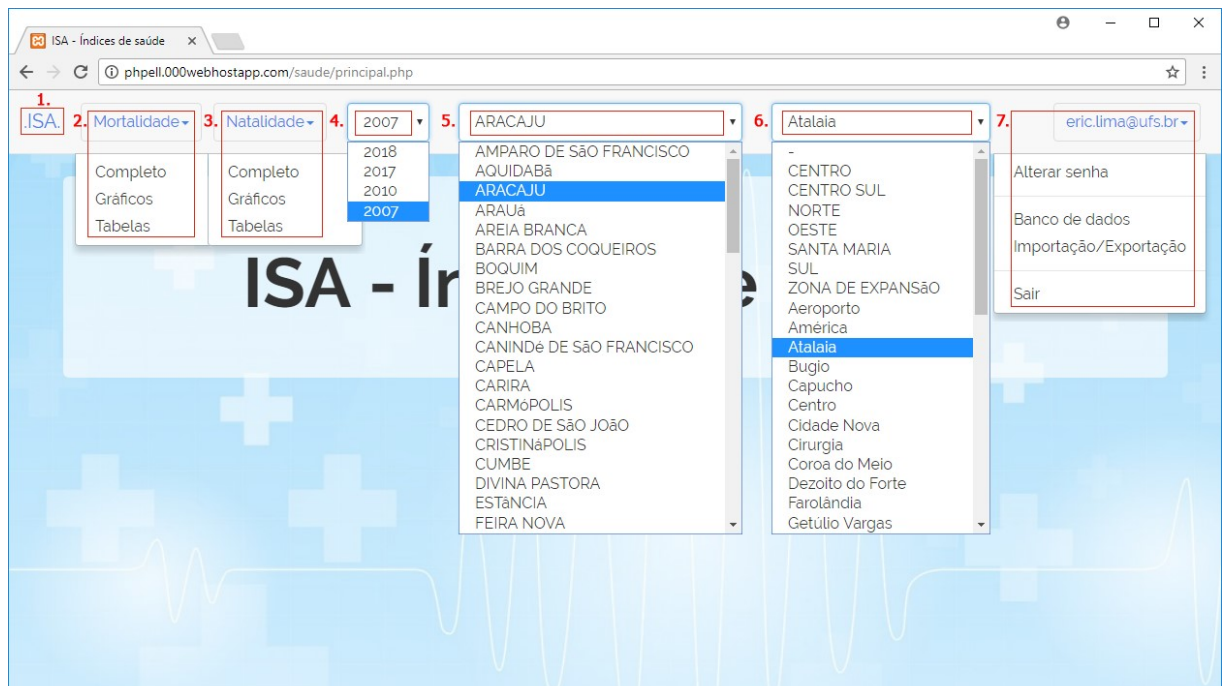 ISA - Índices de saúde
phpell.000webhostapp.com/saude/principal.php
1.
.ISA.
2. Mortalidade
Completo
Gráficos
Tabelas
3. Natalidade
Completo
Gráficos
Tabelas
4. 2007
2018
2017
2010
2007
5. ARACAJU
AMPARO DE SãO FRANCISCO
AQUIDABã
ARACAJU
ARAUá
AREIA BRANCA
BARRA DOS COQUEIROS
BOQUIM
BREJO GRANDE
CAMPO DO BRITO
CANHOBA
CANINDé DE SãO FRANCISCO
CAPELA
CARIRA
CARMóPOLIS
CEDRO DE SãO JOãO
CRISTINáPOLIS
CUMBE
DIVINA PASTORA
ESTâNCIA
FEIRA NOVA
6. Atalaia
-
CENTRO
CENTRO SUL
NORTE
OESTE
SANTA MARIA
SUL
ZONA DE EXPANSãO
Aeroporto
América
Atalaia
Bugio
Capucho
Centro
Cidade Nova
Cirurgia
Coroa do Meio
Dezoito do Forte
Farolândia
Getúlio Vargas
7. eric.lima@ufs.br
Alterar senha
Banco de dados
Importação/Exportação
Sair
ISA - Ír e